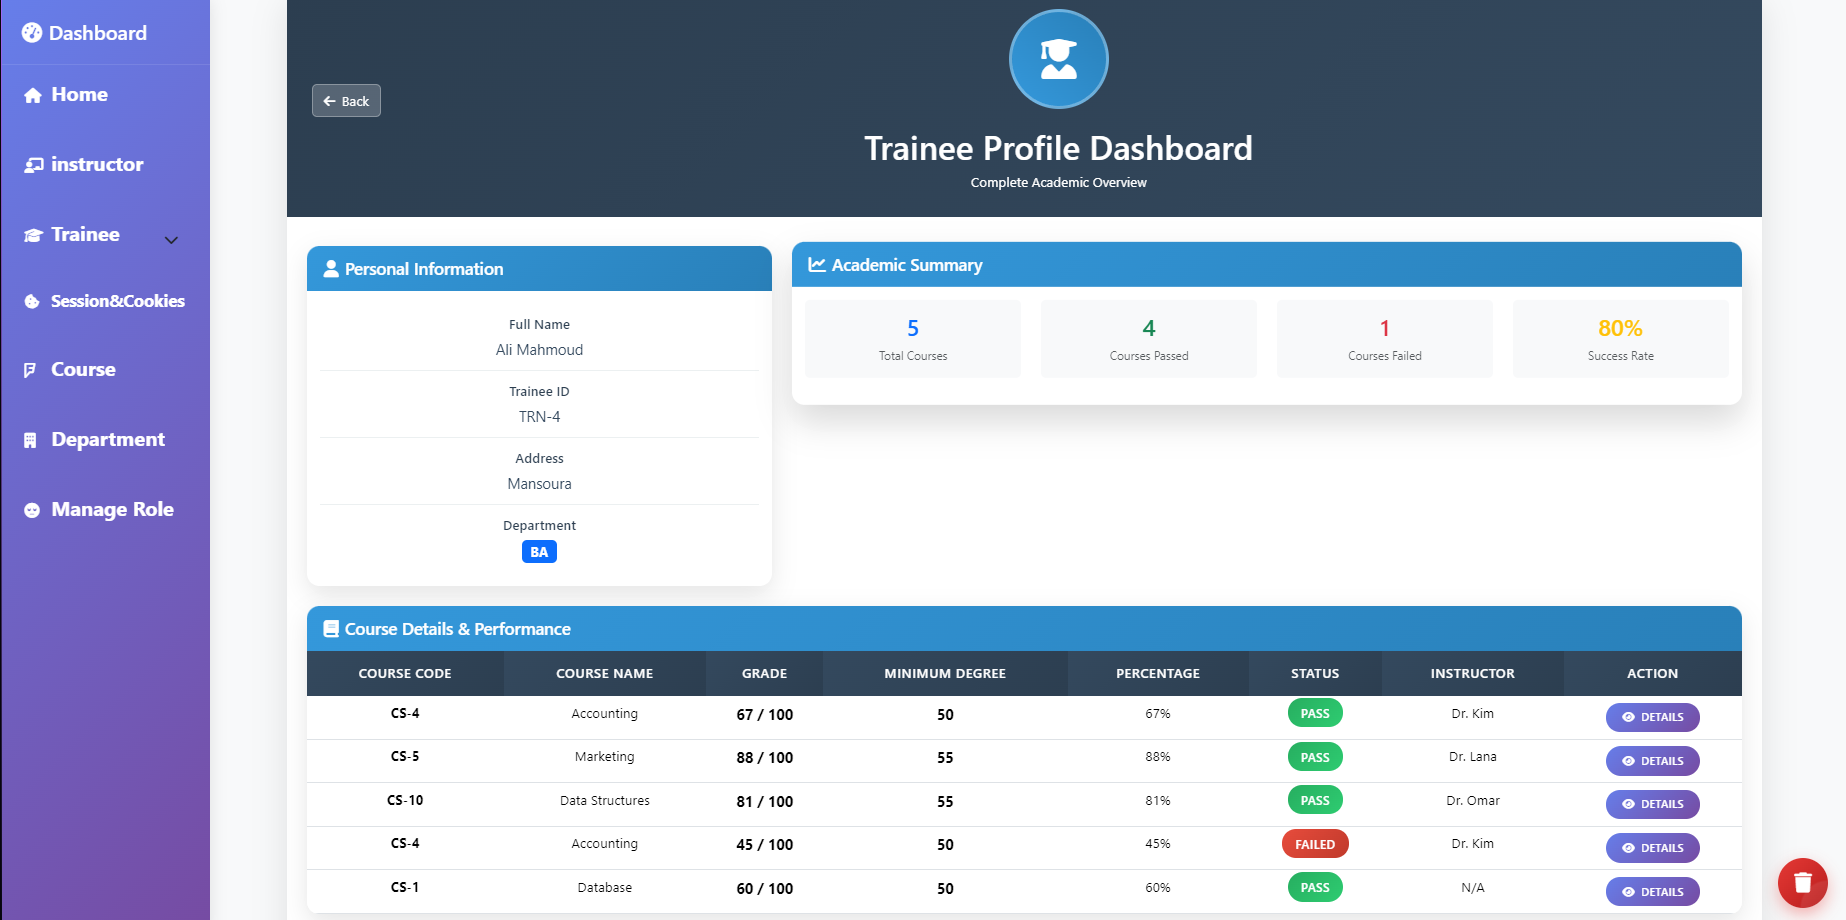 Dashboard
Home
instructor
Trainee
Session&Cookies
Course
Department
Manage Role
Back
Trainee Profile Dashboard
Complete Academic Overview
Personal Information
Full Name
Ali Mahmoud
Trainee ID
TRN-4
Address
Mansoura
Department
BA
Academic Summary
5
Total Courses
4
Courses Passed
1
Courses Failed
80%
Success Rate
Course Details & Performance
COURSE CODE COURSE NAME GRADE MINIMUM DEGREE PERCENTAGE STATUS INSTRUCTOR ACTION
CS-4 Accounting 67 / 100 50 67% PASS Dr. Kim DETAILS
CS-5 Marketing 88 / 100 55 88% PASS Dr. Lana DETAILS
CS-10 Data Structures 81 / 100 55 81% PASS Dr. Omar DETAILS
CS-4 Accounting 45 / 100 50 45% FAILED Dr. Kim DETAILS
CS-1 Database 60 / 100 50 60% PASS N/A DETAILS